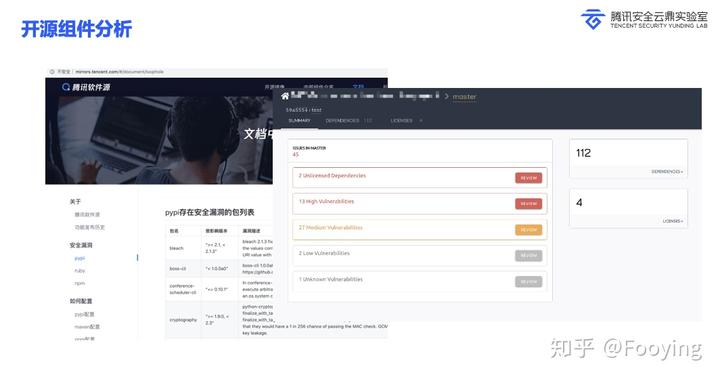 开源组件分析
腾讯安全云鼎实验室
TENCENT SECURITY YUNDING LAB
不安全 | mirrors.tencent.com/#/document/loophole
腾讯软件源
文档
文档中
master
test
SUMMARY
DEPENDENCIES 112
LICENSES 4
ISSUES IN MASTER
45
2 Unlicensed Dependencies
REVIEW
13 High Vulnerabilities
REVIEW
27 Medium Vulnerabilities
REVIEW
2 Low Vulnerabilities
REVIEW
1 Unknown Vulnerabilities
REVIEW
112
DEPENDENCIES »
4
LICENSES »
关于
腾讯软件源
功能发布历史
安全漏洞
pypi
ruby
npm
如何配置
pypi配置
maven配置
pypi存在安全漏洞的包列表
包名
受影响版本
漏洞描述
bleach
">= 2.1, < 2.1.3"
bleach 2.1.3 fix
the values con
URI value with
boss-cli
"< 1.0.0a0"
boss-cli 1.0.0a
https://github.
conference-scheduler-cli
"<= 0.10.1"
In conference-
execute arbitra
an os.system c
cryptography
">= 1.9.0, < 2.3"
python-cryptog
finalize_with_ta
finalize_with_ta
that they would have a 1 in 256 chance of passing the MAC check. GCM
key leakage.
知乎 @Fooying